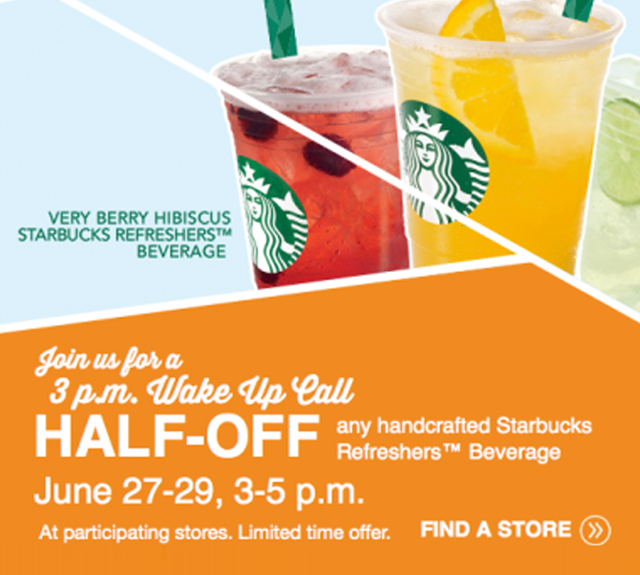 VERY BERRY HIBISCUS
STARBUCKS REFRESHERS™
BEVERAGE
Join us for a
3 p.m. Wake Up Call
HALF-OFF any handcrafted Starbucks
Refreshers™ Beverage
June 27-29, 3-5 p.m.
At participating stores. Limited time offer. FIND A STORE